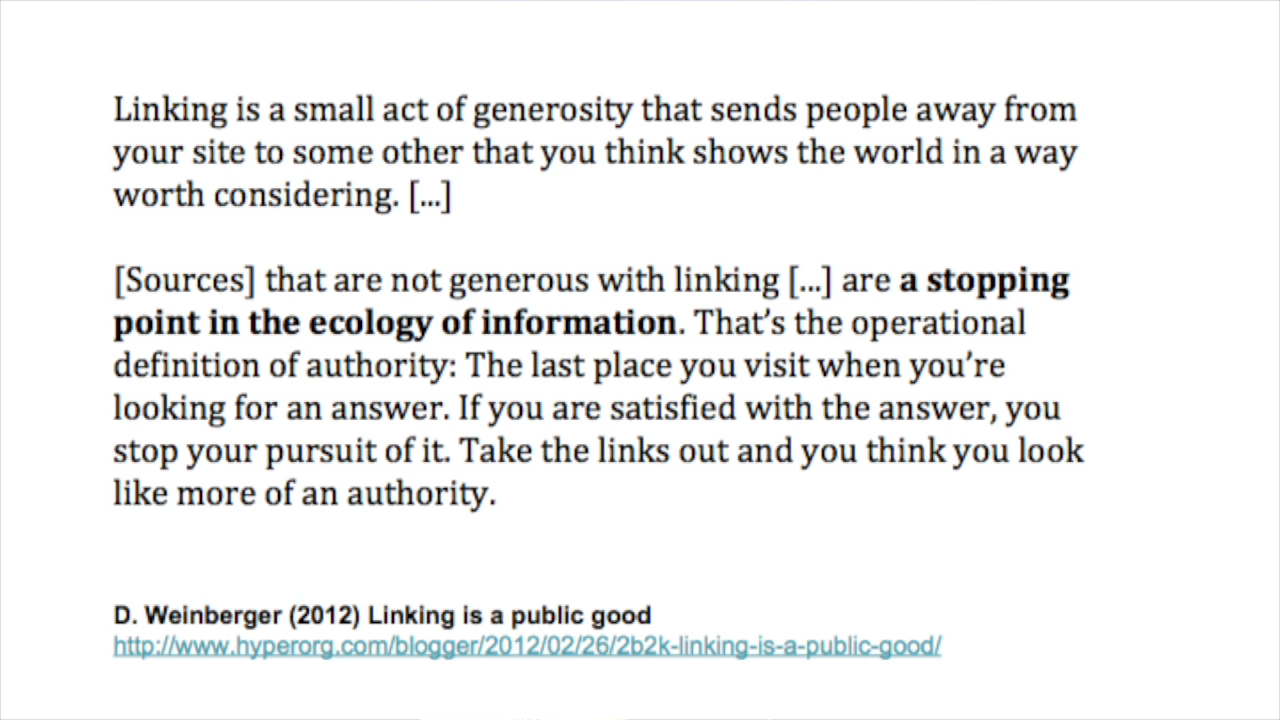 Linking is a small act of generosity that sends people away from
your site to some other that you think shows the world in a way
worth considering. [...]
[Sources] that are not generous with linking [...] are a stopping
point in the ecology of information. That’s the operational
definition of authority: The last place you visit when you’re
looking for an answer. If you are satisfied with the answer, you
stop your pursuit of it. Take the links out and you think you look
like more of an authority.
D. Weinberger (2012) Linking is a public good
http://www.hyperorg.com/blogger/2012/02/26/2b2k-linking-is-a-public-good/